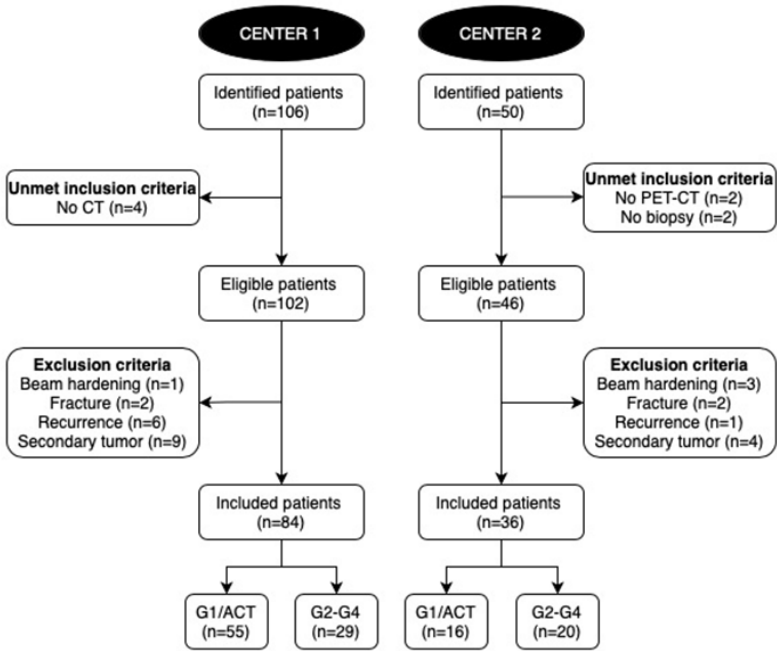 CENTER 1
Identified patients
(n=106)
Unmet inclusion criteria
No CT (n=4)
Eligible patients
(n=102)
Exclusion criteria
Beam hardening (n=1)
Fracture (n=2)
Recurrence (n=6)
Secondary tumor (n=9)
Included patients
(n=84)
G1/ACT
(n=55)
G2-G4
(n=29)
CENTER 2
Identified patients
(n=50)
Unmet inclusion criteria
No PET-CT (n=2)
No biopsy (n=2)
Eligible patients
(n=46)
Exclusion criteria
Beam hardening (n=3)
Fracture (n=2)
Recurrence (n=1)
Secondary tumor (n=4)
Included patients
(n=36)
G1/ACT
(n=16)
G2-G4
(n=20)